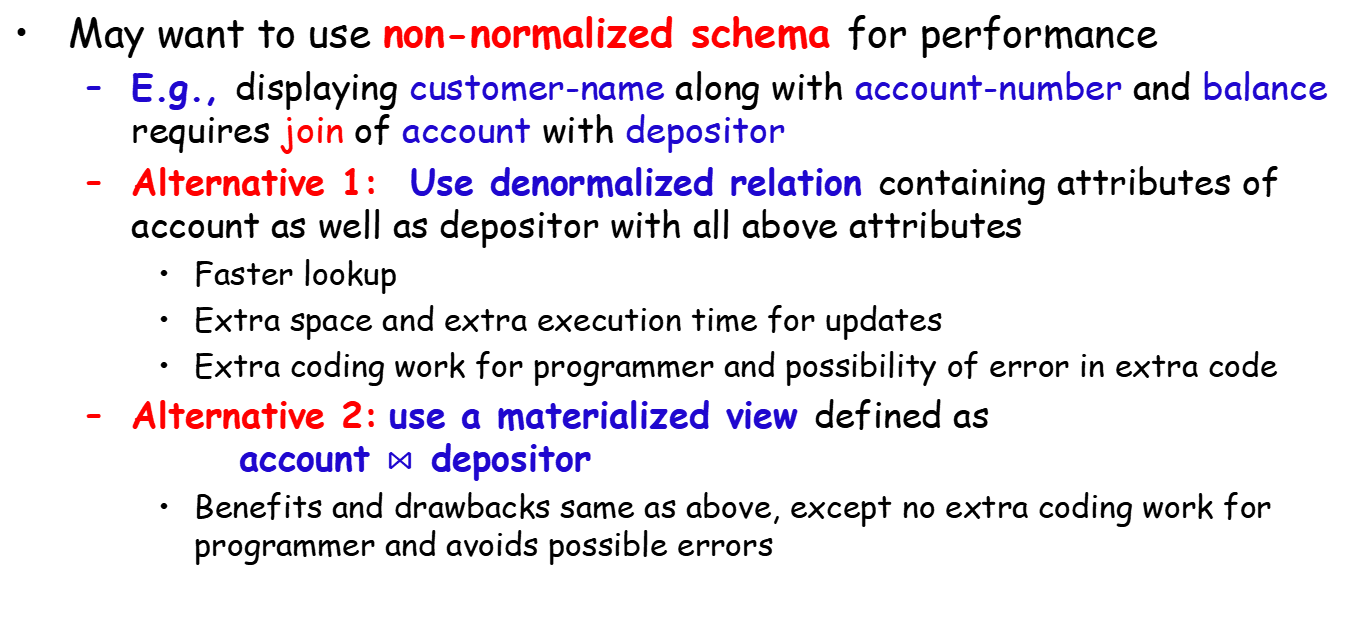 • May want to use non-normalized schema for performance
– E.g., displaying customer-name along with account-number and balance
requires join of account with depositor
– Alternative 1: Use denormalized relation containing attributes of
account as well as depositor with all above attributes
• Faster lookup
• Extra space and extra execution time for updates
• Extra coding work for programmer and possibility of error in extra code
– Alternative 2: use a materialized view defined as
account ⋈ depositor
• Benefits and drawbacks same as above, except no extra coding work for
programmer and avoids possible errors